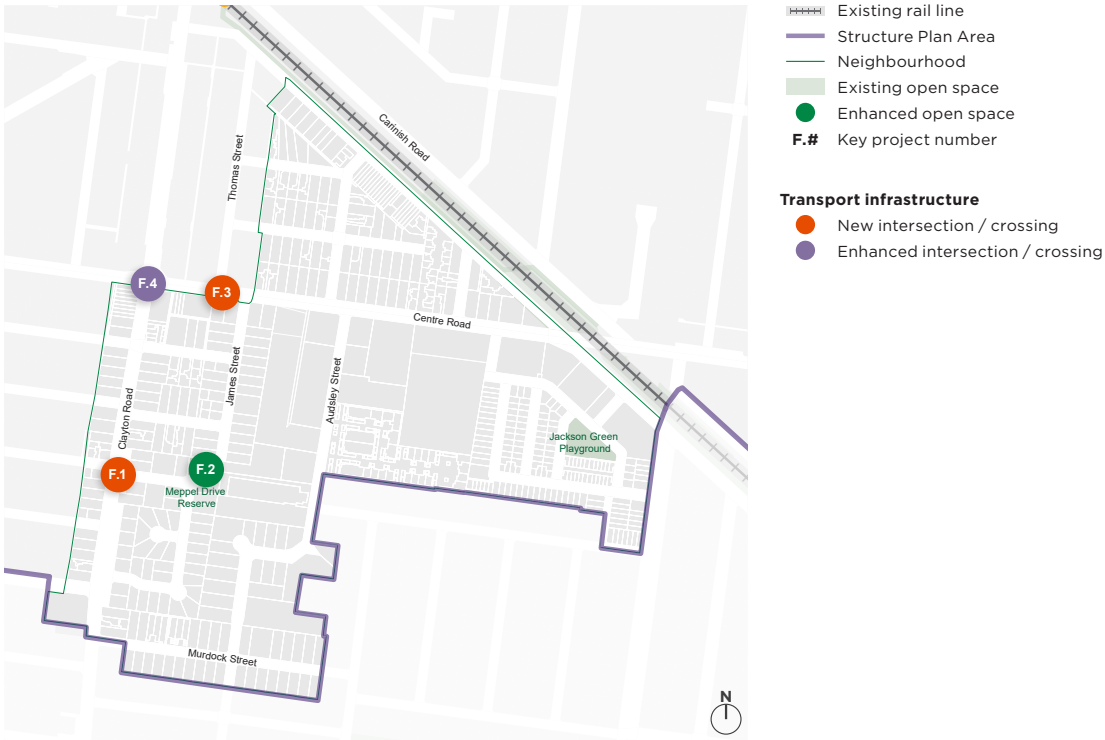 Existing rail line
Structure Plan Area
Neighbourhood
Existing open space
Enhanced open space
F.# Key project number
Transport infrastructure
New intersection / crossing
Enhanced intersection / crossing
Carinish Road
Thomas Street
F.4
F.3
Centre Road
James Street
Audsley Street
Clayton Road
Jackson Green
Playground
F.1
F.2
Meppel Drive
Reserve
Murdock Street
N